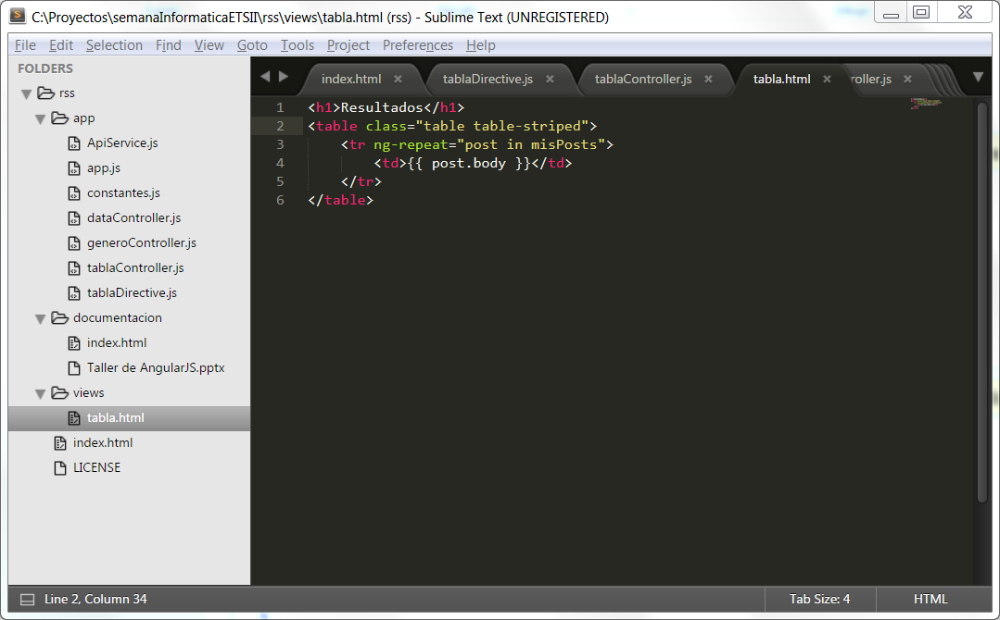 C:\Proyectos\semanaInformaticaETSII\rss\views\tabla.html (rss) - Sublime Text (UNREGISTERED)
File Edit Selection Find View Goto Tools Project Preferences Help
FOLDERS
rss
app
ApiService.js
app.js
constantes.js
dataController.js
generoController.js
tablaController.js
tablaDirective.js
documentacion
index.html
Taller de AngularJS.pptx
views
tabla.html
index.html
LICENSE
index.html × tablaDirective.js × tablaController.js × tabla.html × roller.js ×
1 <h1>Resultados</h1>
2 <table class="table table-striped">
3     <tr ng-repeat="post in misPosts">
4         <td>{{ post.body }}</td>
5     </tr>
6 </table>
Line 2, Column 34 Tab Size: 4 HTML